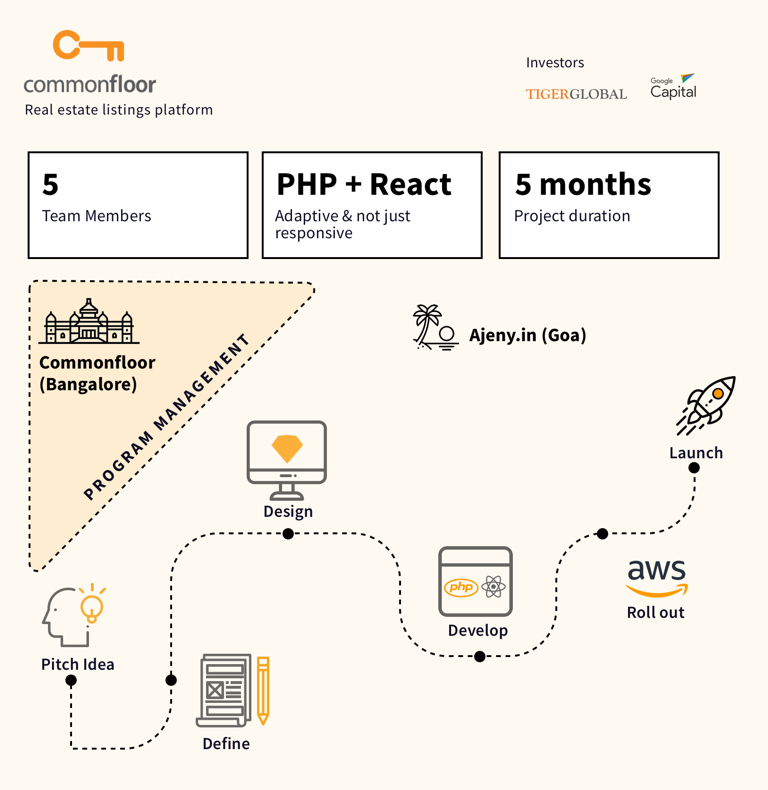 commonfloor
Real estate listings platform
Investors
TIGERGLOBAL
Google
Capital
5
Team Members
PHP + React
Adaptive & not just
responsive
5 months
Project duration
Commonfloor
(Bangalore)
PROGRAM MANAGEMENT
Ajeny.in (Goa)
Launch
Design
php
Develop
aws
Roll out
Pitch Idea
Define